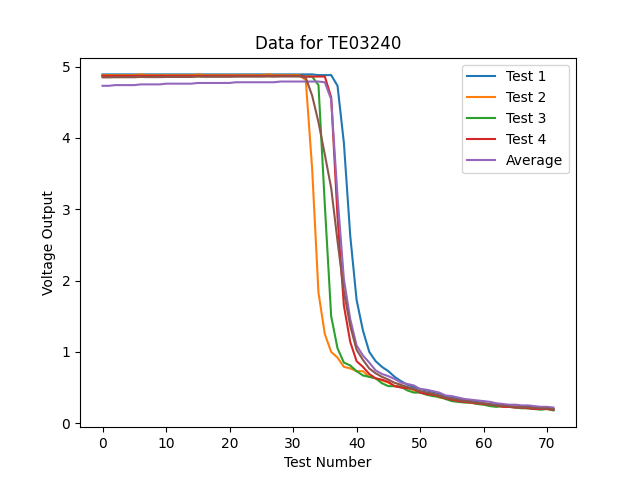 Data for TE03240
Voltage Output
5
4
3
2
1
0
Test 1
Test 2
Test 3
Test 4
Average
0 10 20 30 40 50 60 70
Test Number